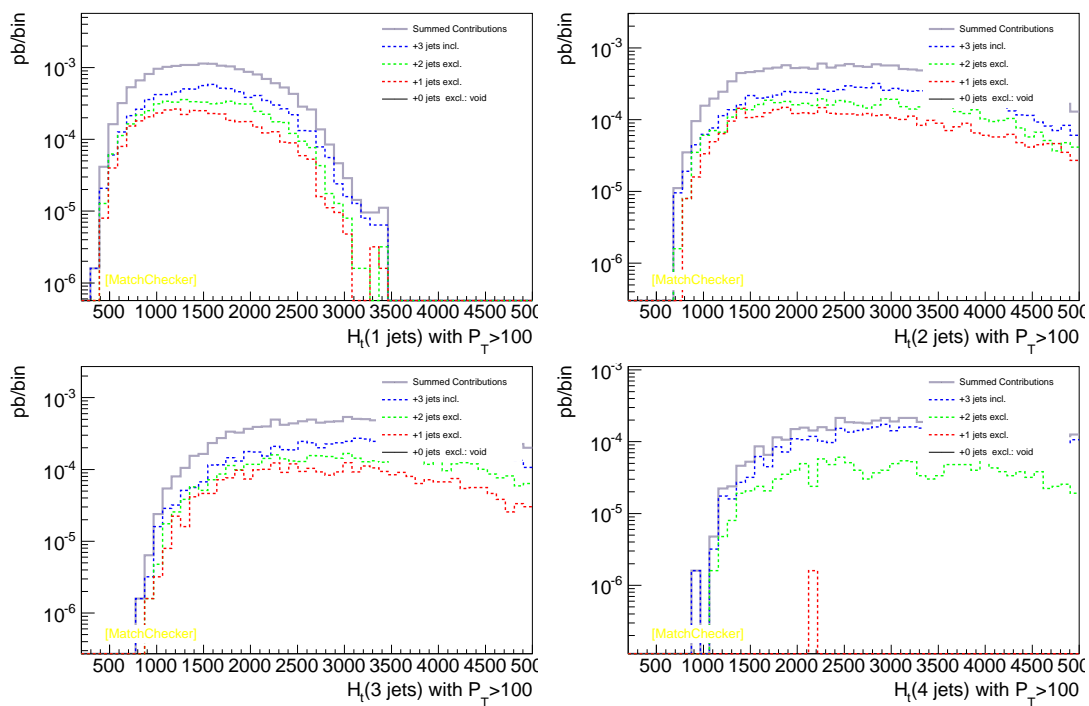 pb/bin
10^-3
10^-4
10^-5
10^-6
Summed Contributions
+3 jets incl.
+2 jets excl.
+1 jets excl.
+0 jets excl.: void
[MatchChecker]
500 1000 1500 2000 2500 3000 3500 4000 4500 500
H_t(1 jets) with P_T>100
pb/bin
10^-3
10^-4
10^-5
10^-6
Summed Contributions
+3 jets incl.
+2 jets excl.
+1 jets excl.
+0 jets excl.: void
[MatchChecker]
500 1000 1500 2000 2500 3000 3500 4000 4500 500
H_t(2 jets) with P_T>100
pb/bin
10^-3
10^-4
10^-5
10^-6
Summed Contributions
+3 jets incl.
+2 jets excl.
+1 jets excl.
+0 jets excl.: void
[MatchChecker]
500 1000 1500 2000 2500 3000 3500 4000 4500 500
H_t(3 jets) with P_T>100
pb/bin
10^-3
10^-4
10^-5
10^-6
Summed Contributions
+3 jets incl.
+2 jets excl.
+1 jets excl.
+0 jets excl.: void
[MatchChecker]
500 1000 1500 2000 2500 3000 3500 4000 4500 500
H_t(4 jets) with P_T>100